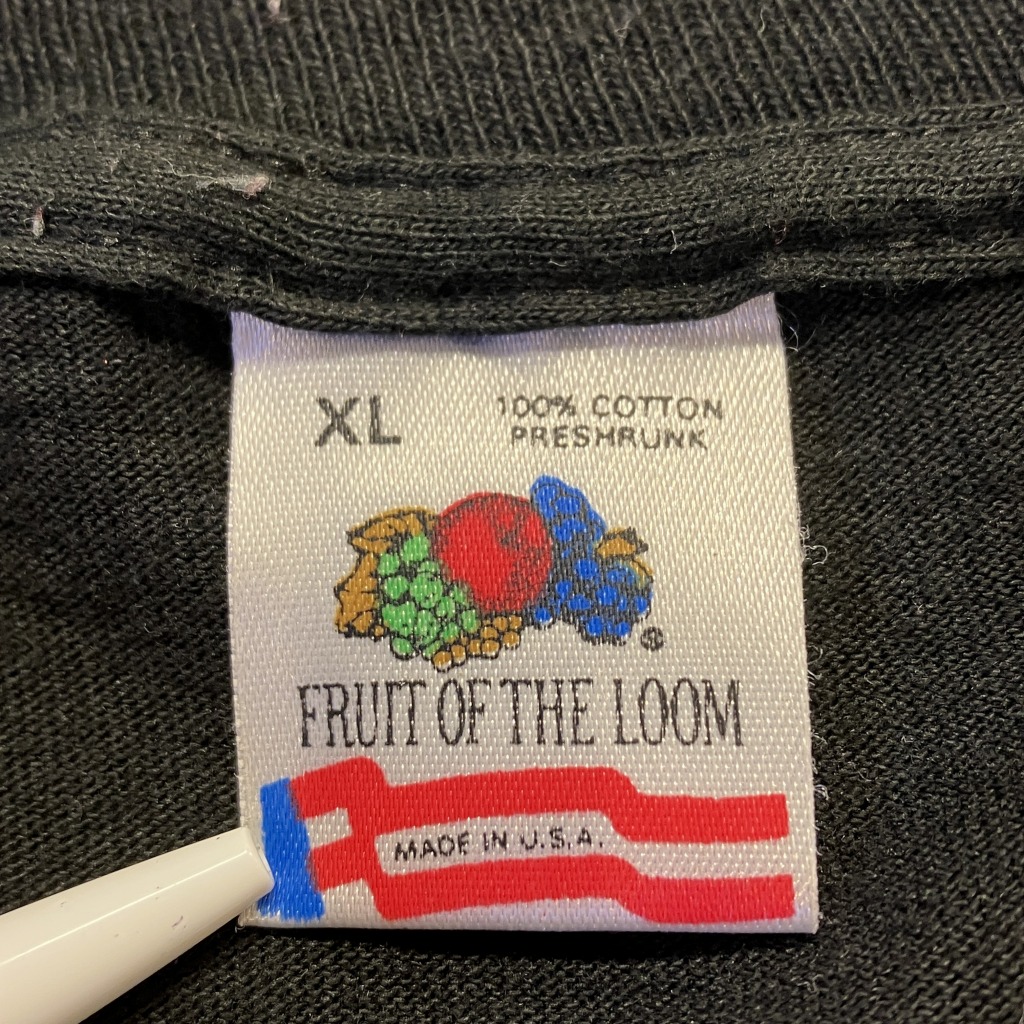 XL
100% COTTON
PRESHRUNK
®
FRUIT OF THE LOOM
MADE IN U.S.A.